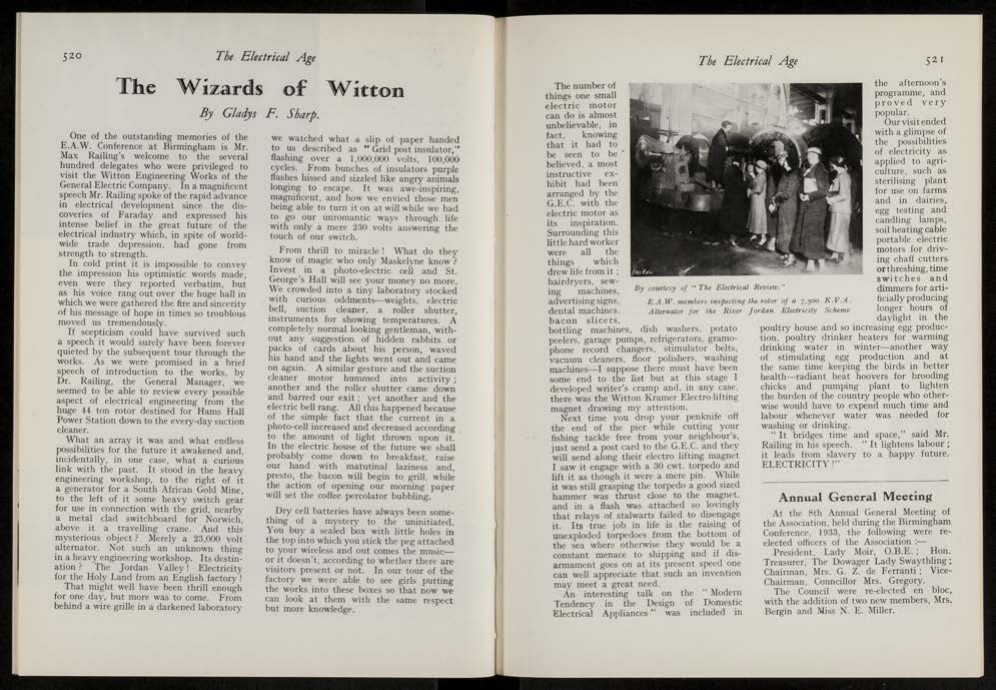 520
The Electrical Age
The Wizards of Witton
By Gladys F. Sharp.
One of the outstanding memories of the
E.A.W. Conference at Birmingham is Mr.
Max Railing's welcome to the several
hundred delegates who were privileged to
visit the Witton Engineering Works of the
General Electric Company. In a magnificent
speech Mr. Railing spoke of the rapid advance
in electrical development since the dis-
coveries of Faraday and expressed his
intense belief in the great future of the
electrical industry which, in spite of world-
wide trade depression, had gone from
strength to strength.
In cold print it is impossible to convey
the impression his optimistic words made,
even were they reported verbatim, but
as his voice rang out over the huge hall in
which we were gathered the fire and sincerity
of his message of hope in times so troublous
moved us tremendously.
If scepticism could have survived such
a speech it would surely have been forever
quieted by the subsequent tour through the
works. As we were promised in a brief
speech of introduction to the works, by
Dr. Railing, the General Manager, we
seemed to be able to review every possible
aspect of electrical engineering from the
huge 44 ton rotor destined for Hams Hall
Power Station down to the every-day suction
cleaner.
What an array it was and what endless
possibilities for the future it awakened and,
incidentally, in one case, what a curious
link with the past. It stood in the heavy
engineering workshop, to the right of it
a generator for a South African Gold Mine,
to the left of it some heavy switch gear
for use in connection with the grid, nearby
a metal clad switchboard for Norwich,
above it a travelling crane. And this
mysterious object? Merely a 23,000 volt
alternator. Not such an unknown thing
in a heavy engineering workshop. Its destin-
ation? The Jordan Valley! Electricity
for the Holy Land from an English factory!
That might well have been thrill enough
for one day, but more was to come. From
behind a wire grille in a darkened laboratory
we watched what a slip of paper handed
to us described as "Grid post insulator,"
flashing over a 1,000,000 volts, 100,000
cycles. From bunches of insulators purple
flashes hissed and sizzled like angry animals
longing to escape. It was awe-inspiring,
magnificent, and how we envied those men
being able to turn it on at will while we had
to go our unromantic ways through life
with only a mere 230 volts answering the
touch of our switch.
From thrill to miracle! What do they
know of magic who only Maskelyne know?
Invest in a photo-electric cell and St.
George's Hall will see your money no more.
We crowded into a tiny laboratory stocked
with curious oddments—weights, electric
bell, suction cleaner, a roller shutter,
instruments for showing temperatures. A
completely normal looking gentleman, with-
out any suggestion of hidden rabbits or
packs of cards about his person, waved
his hand and the lights went out and came
on again. A similar gesture and the suction
cleaner motor hummed into activity;
another and the roller shutter came down
and barred our exit; yet another and the
electric bell rang. All this happened because
of the simple fact that the current in a
photo-cell increased and decreased according
to the amount of light thrown upon it.
In the electric house of the future we shall
probably come down to breakfast, raise
our hand with matutinal laziness and,
presto, the bacon will begin to grill, while
the action of opening our morning paper
will set the coffee percolator bubbling.
Dry cell batteries have always been some-
thing of a mystery to the uninitiated.
You buy a sealed box with little holes in
the top into which you stick the peg attached
to your wireless and out comes the music—
or it doesn't, according to whether there are
visitors present or not. In our tour of the
factory we were able to see girls putting
the works into these boxes so that now we
can look at them with the same respect
but more knowledge.
The Electrical Age
521
The number of
things one small
electric motor
can do is almost
unbelievable, in
fact, knowing
that it had to
be seen to be
believed, a most
instructive ex-
hibit had been
arranged by the
G.E.C. with the
electric motor as
its inspiration.
Surrounding this
little hard worker
were all the
things which
drew life from it;
hairdryers, sew-
ing machines,
advertising signs,
dental machines,
bacon slicers,
bottling machines, dish washers, potato
peelers, garage pumps, refrigerators, gramo-
phone record changers, stimulator belts,
vacuum cleaners, floor polishers, washing
machines—I suppose there must have been
some end to the list but at this stage I
developed writer's cramp and, in any case,
there was the Witton Kramer Electro lifting
magnet drawing my attention.
Next time you drop your penknife off
the end of the pier while cutting your
fishing tackle free from your neighbour's,
just send a post card to the G.E.C. and they
will send along their electro lifting magnet
I saw it engage with a 30 cwt. torpedo and
lift it as though it were a mere pin. While
it was still grasping the torpedo a good sized
hammer was thrust close to the magnet,
and in a flash was attached so lovingly
that relays of stalwarts failed to disengage
it. Its true job in life is the raising of
unexploded torpedoes from the bottom of
the sea where otherwise they would be a
constant menace to shipping and if dis-
armament goes on at its present speed one
can well appreciate that such an invention
may meet a great need.
An interesting talk on the "Modern
Tendency in the Design of Domestic
Electrical Appliances" was included in
By courtesy of "The Electrical Review."
E.A.W. members inspecting the rotor of a 7,500 K.V.A.
Alternator for the River Jordan Electricity Scheme
the afternoon's
programme, and
proved very
popular.
Our visit ended
with a glimpse of
the possibilities
of electricity as
applied to agri-
culture, such as
sterilising plant
for use on farms
and in dairies,
egg testing and
candling lamps,
soil heating cable
portable electric
motors for driv-
ing chaff cutters
or threshing, time
switches and
dimmers for arti-
ficially producing
longer hours of
daylight in the
poultry house and so increasing egg produc-
tion, poultry drinker heaters for warming
drinking water in winter—another way
of stimulating egg production and at
the same time keeping the birds in better
health—radiant heat hoovers for brooding
chicks and pumping plant to lighten
the burden of the country people who other-
wise would have to expend much time and
labour whenever water was needed for
washing or drinking.
"It bridges time and space," said Mr.
Railing in his speech. "It lightens labour;
it leads from slavery to a happy future.
ELECTRICITY!"
Annual General Meeting
At the 8th Annual General Meeting of
the Association, held during the Birmingham
Conference, 1933, the following were re-
elected officers of the Association:—
President, Lady Moir, O.B.E.; Hon.
Treasurer, The Dowager Lady Swaythling;
Chairman, Mrs. G. Z. de Ferranti; Vice-
Chairman, Councillor Mrs. Gregory.
The Council were re-elected en bloc,
with the addition of two new members, Mrs.
Bergin and Miss N. E. Miller.